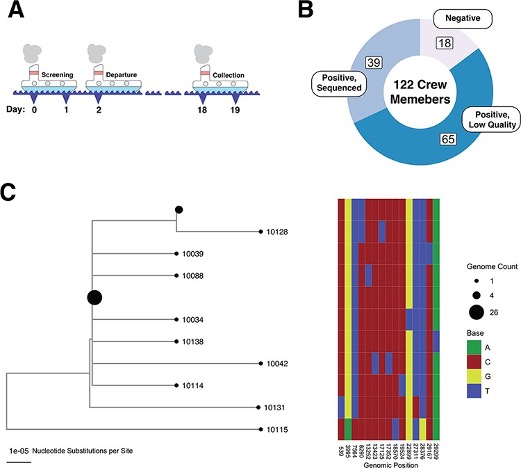 A
Screening
Departure
Collection
Day: 0 1 2 18 19
B
Negative
18
39
Positive,
Sequenced
122 Crew
Memebers
Positive,
Low Quality
65
C
10128
10039
10088
10034
10138
10042
10114
10131
10115
1e-05 Nucleotide Substitutions per Site
Genome Count
1
4
26
Base
A
C
G
T
Genomic Position